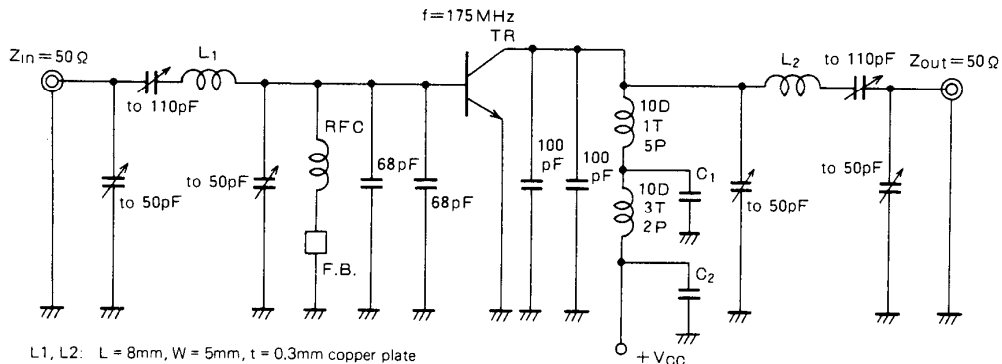 f=175MHz
TR
Zin=50Ω
L1
to 110pF
to 50pF
to 50pF
RFC
F.B.
68pF
68pF
100
pF
100
pF
10D
1T
5P
10D
3T
2P
C1
C2
+Vcc
L2
to 110pF
Zout=50Ω
to 50pF
to 50pF
L1, L2: L = 8mm, W = 5mm, t = 0.3mm copper plate